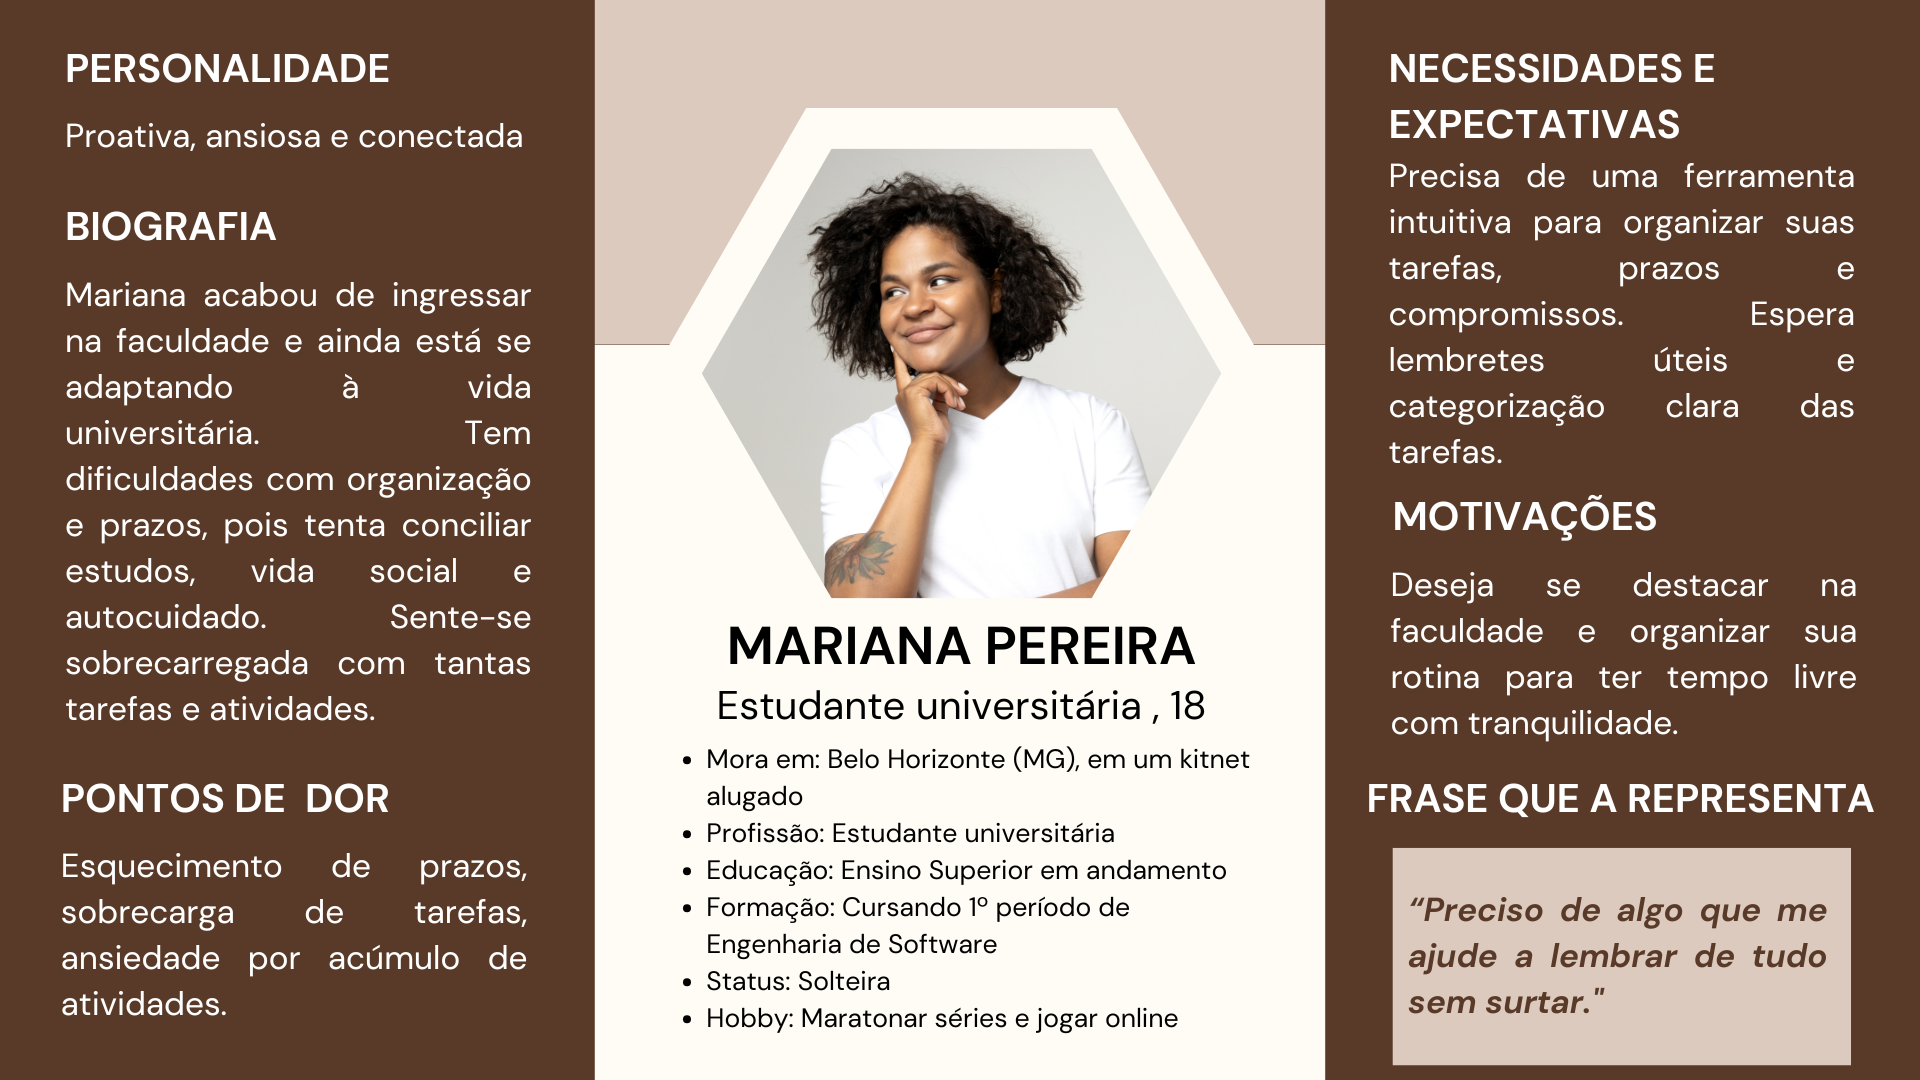 PERSONALIDADE
Proativa, ansiosa e conectada
BIOGRAFIA
Mariana acabou de ingressar
na faculdade e ainda está se
adaptando à vida
universitária. Tem
dificuldades com organização
e prazos, pois tenta conciliar
estudos, vida social e
autocuidado. Sente-se
sobrecarregada com tantas
tarefas e atividades.
PONTOS DE DOR
Esquecimento de prazos,
sobrecarga de tarefas,
ansiedade por acúmulo de
atividades.
MARIANA PEREIRA
Estudante universitária , 18
• Mora em: Belo Horizonte (MG), em um kitnet
alugado
• Profissão: Estudante universitária
• Educação: Ensino Superior em andamento
• Formação: Cursando 1º período de
Engenharia de Software
• Status: Solteira
• Hobby: Maratonar séries e jogar online
NECESSIDADES E
EXPECTATIVAS
Precisa de uma ferramenta
intuitiva para organizar suas
tarefas, prazos e
compromissos. Espera
lembretes úteis e
categorização clara das
tarefas.
MOTIVAÇÕES
Deseja se destacar na
faculdade e organizar sua
rotina para ter tempo livre
com tranquilidade.
FRASE QUE A REPRESENTA
“Preciso de algo que me
ajude a lembrar de tudo
sem surtar."